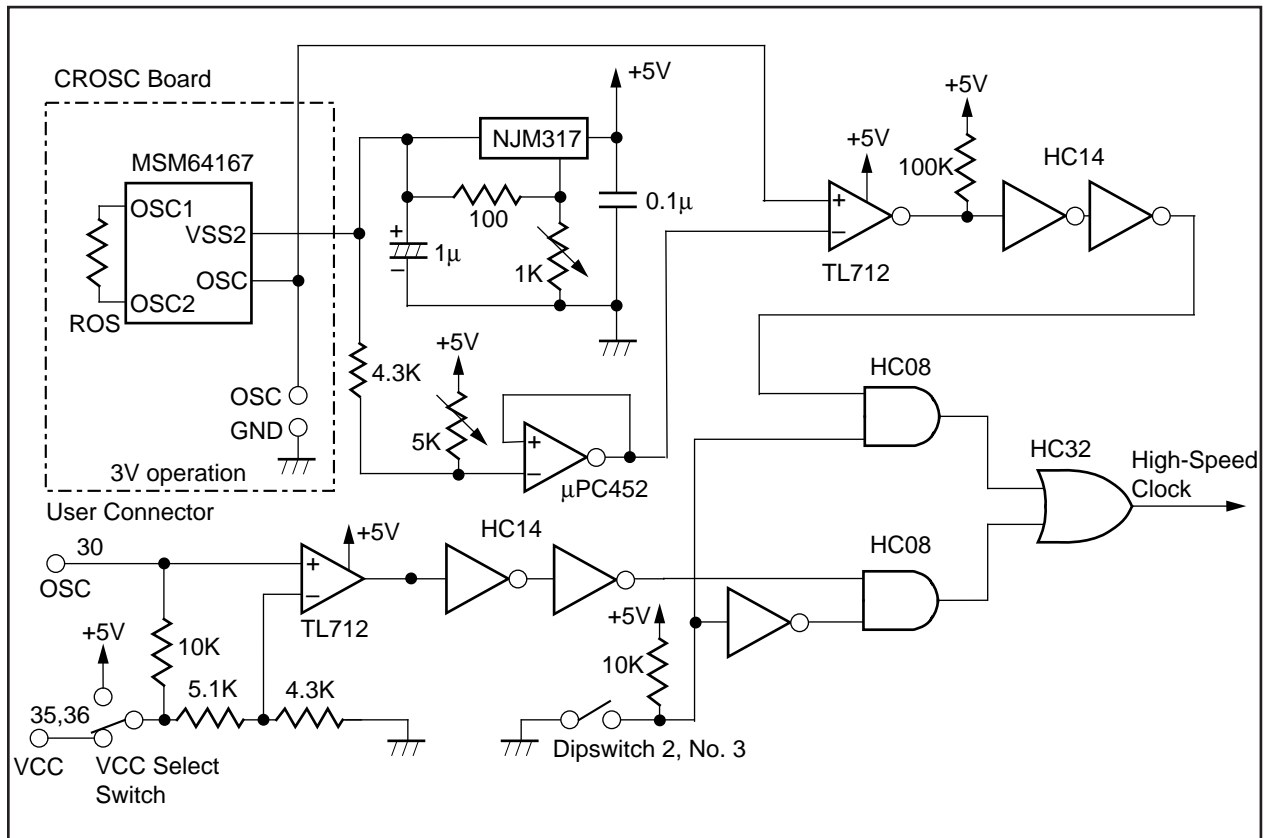 CROSC Board
MSM64167
OSC1
VSS2
OSC
OSC2
ROS
OSC
GND
3V operation
+5V
NJM317
100
0.1μ
+
1μ
−
1K
4.3K
+5V
5K
+
−
μPC452
+5V
+
−
TL712
+5V
100K
HC14
HC08
HC32
High-Speed
Clock
HC08
User Connector
30
OSC
+5V
+
−
TL712
HC14
+5V
10K
5.1K
4.3K
35,36
VCC
VCC Select
Switch
+5V
10K
Dipswitch 2, No. 3